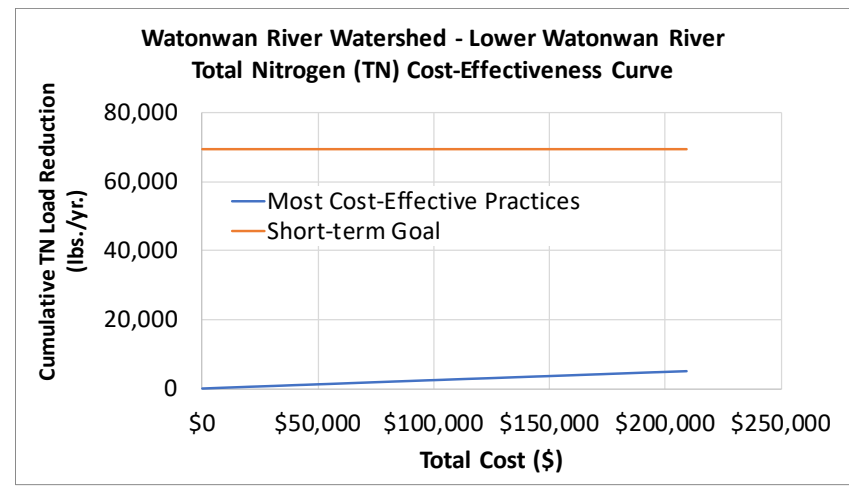 Watonwan River Watershed - Lower Watonwan River
Total Nitrogen (TN) Cost-Effectiveness Curve
Cumulative TN Load Reduction
(lbs./yr.)
80,000
60,000
40,000
20,000
0
Most Cost-Effective Practices
Short-term Goal
$0 $50,000 $100,000 $150,000 $200,000 $250,000
Total Cost ($)